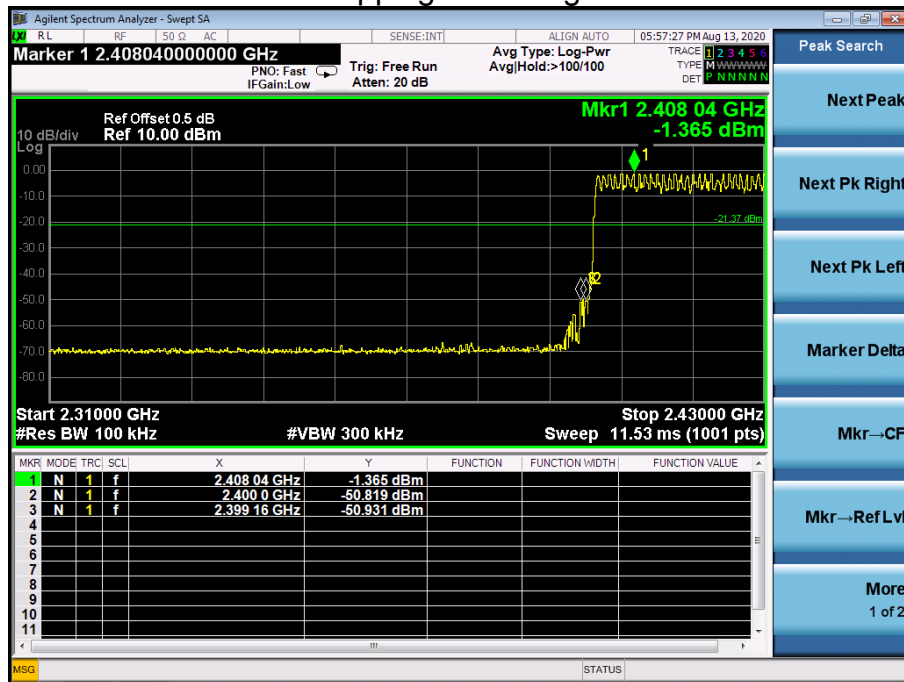 Agilent Spectrum Analyzer - Swept SA
LXI RL RF 50 Ω AC SENSE:INT ALIGN AUTO 05:57:27 PM Aug 13, 2020
Marker 1 2.408040000000 GHz
PNO: Fast
IFGain:Low
Trig: Free Run
Atten: 20 dB
Avg Type: Log-Pwr
Avg|Hold:>100/100
TRACE 1 2 3 4 5 6
TYPE M WWWWW
DET P N N N N N
Peak Search
Next Peak
Next Pk Right
Next Pk Left
Marker Delta
Mkr→CF
Mkr→Ref Lvl
More
1 of 2
Mkr1 2.408 04 GHz
-1.365 dBm
Ref Offset 0.5 dB
10 dB/div Ref 10.00 dBm
Log
1
0.00
-10.0
-20.0
-21.37 dBm
-30.0
-40.0
2
-50.0
-60.0
-70.0
-80.0
Start 2.31000 GHz Stop 2.43000 GHz
#Res BW 100 kHz #VBW 300 kHz Sweep 11.53 ms (1001 pts)
MKR MODE TRC SCL X Y FUNCTION FUNCTION WIDTH FUNCTION VALUE
1 N 1 f 2.408 04 GHz -1.365 dBm
2 N 1 f 2.400 0 GHz -50.819 dBm
3 N 1 f 2.399 16 GHz -50.931 dBm
4
5
6
7
8
9
10
11
MSG STATUS